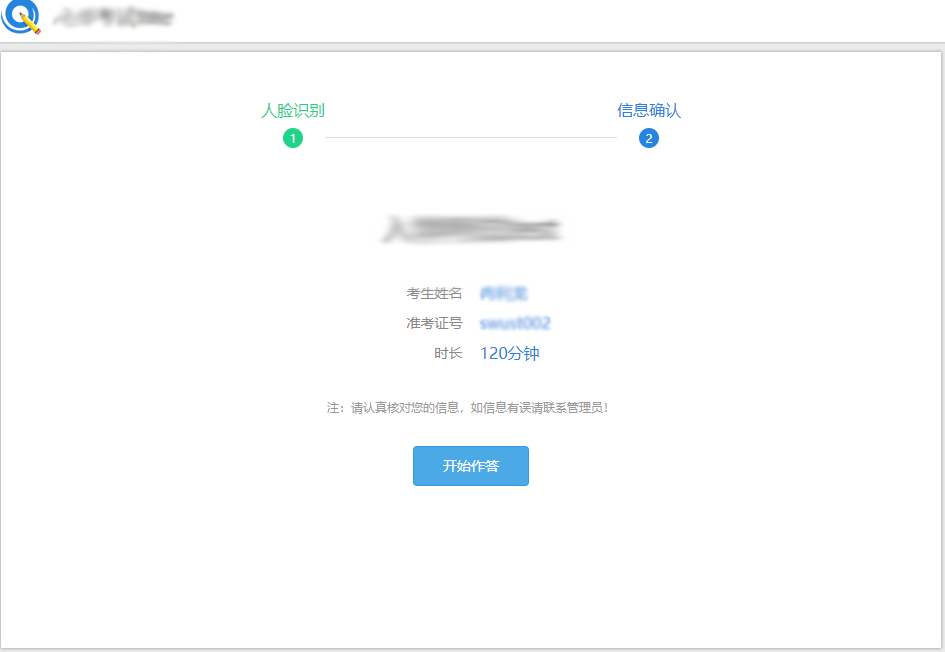 人脸识别 信息确认
1 2
考生姓名
准考证号 swust002
时长 120分钟
注：请认真核对您的信息，如信息有误请联系管理员！
开始作答